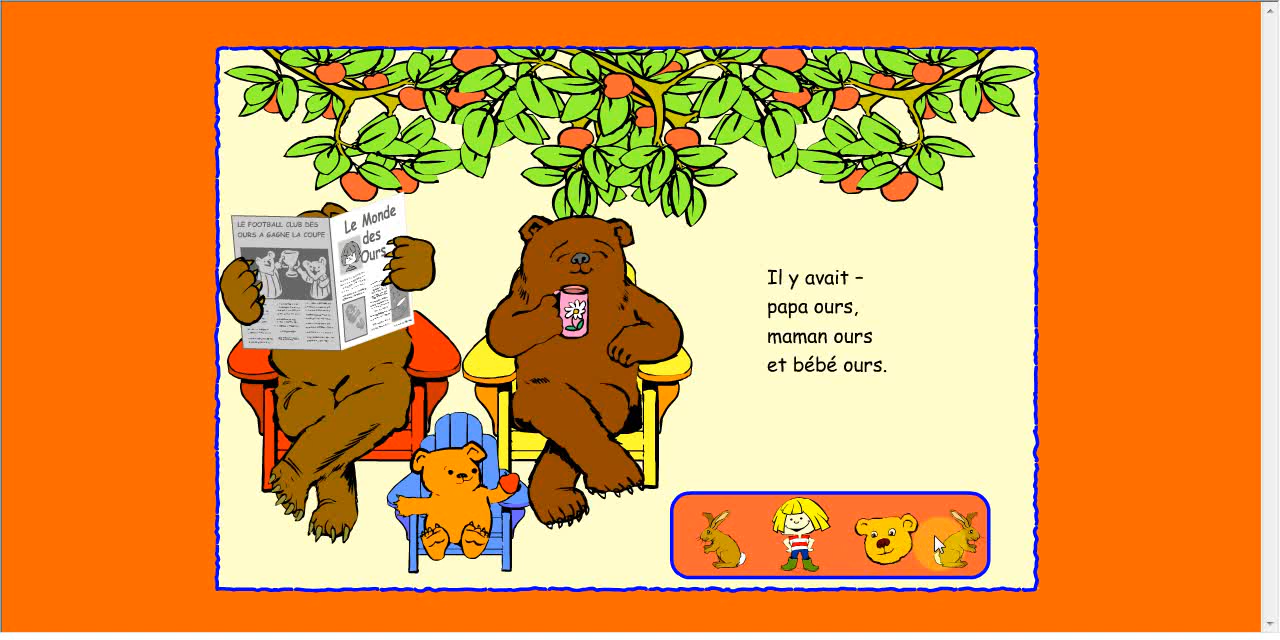 LE FOOTBALL CLUB DES
OURS A GAGNE LA COUPE
Le Monde
des
Ours
Il y avait –
papa ours,
maman ours
et bébé ours.